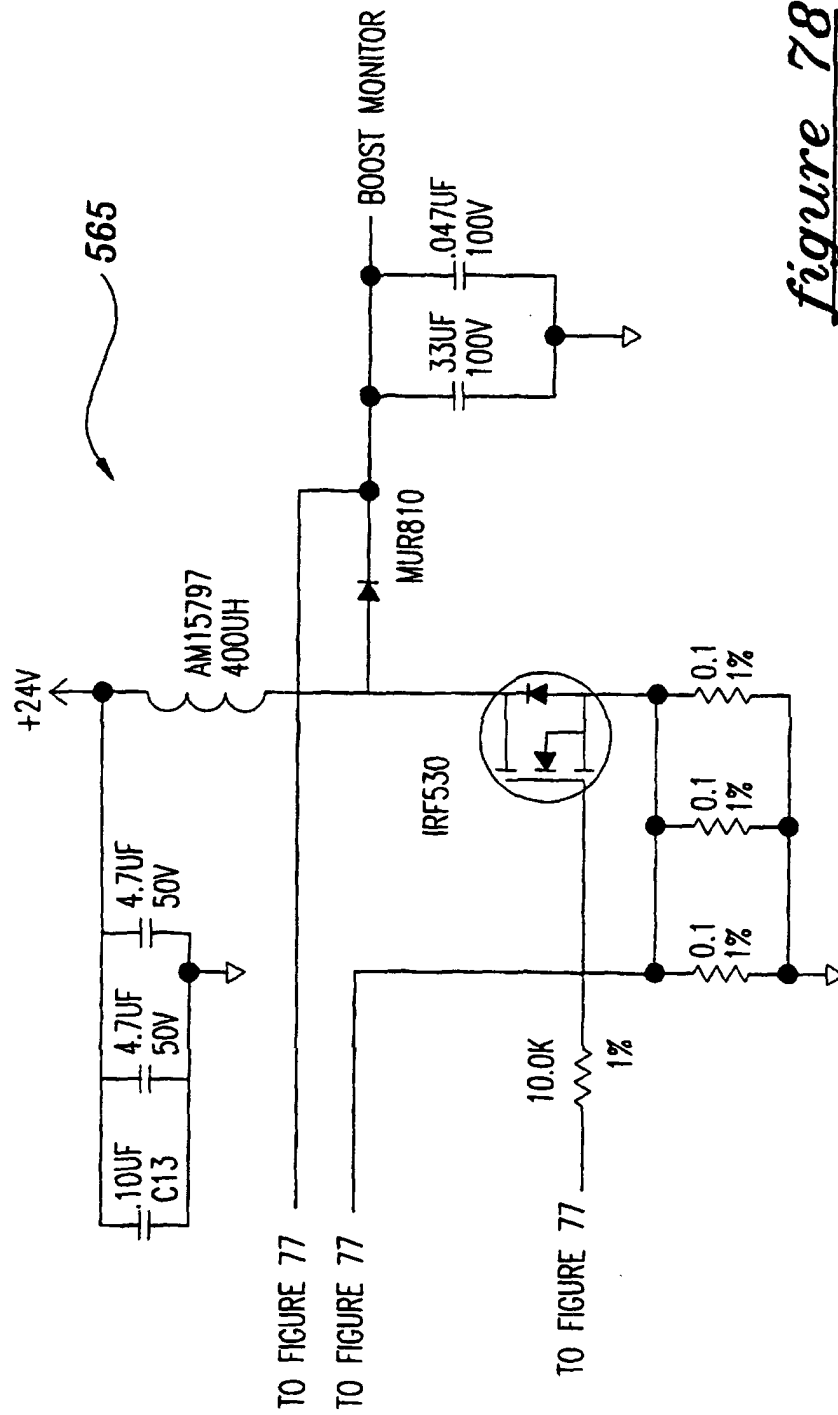 565
+24V
AM15797
400UH
.10UF
C13
4.7UF
50V
4.7UF
50V
BOOST MONITOR
MUR810
33UF
100V
.047UF
100V
TO FIGURE 77
TO FIGURE 77
IRF530
10.0K
1%
TO FIGURE 77
0.1
1%
0.1
1%
0.1
1%
figure 78